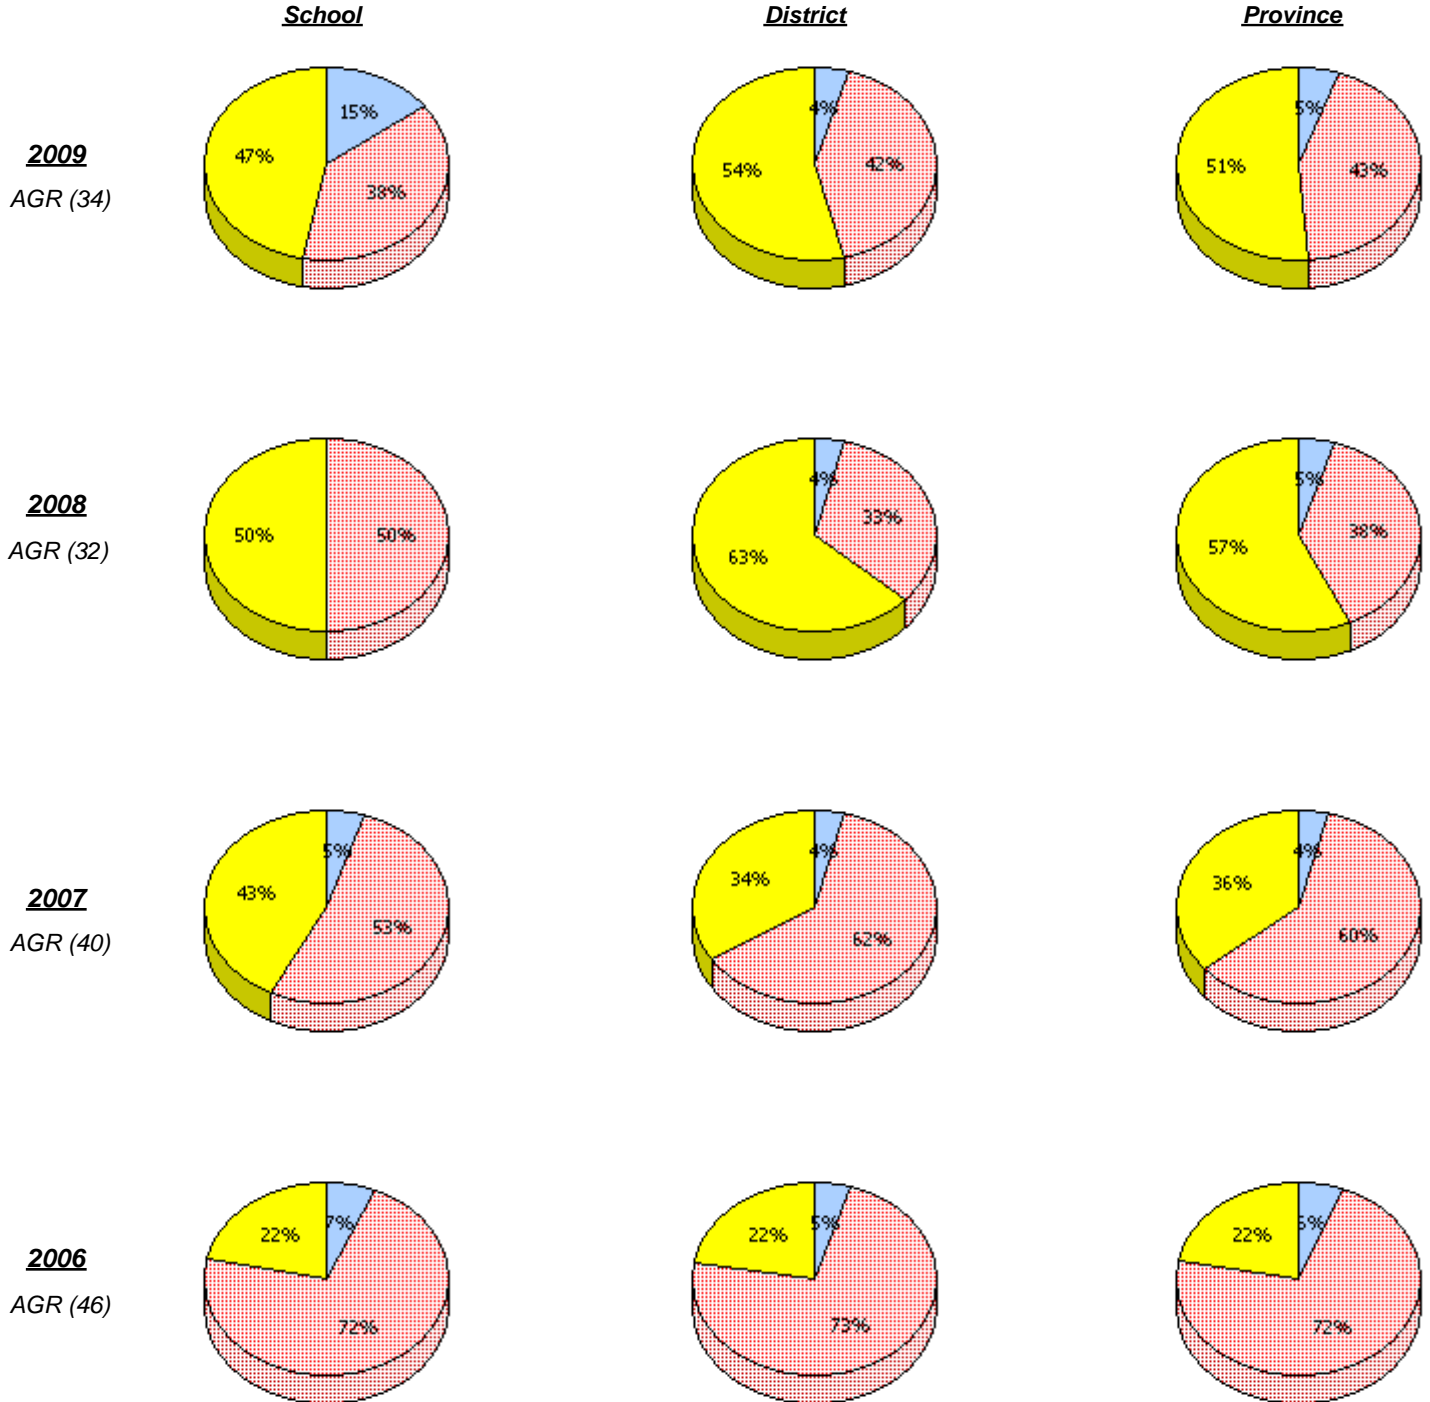 School District Province
15% 4% 5%
2009 47% 54% 42% 51% 43%
AGR (34) 38%
4% 5%
2008 33%
50% 50% 63% 57% 38%
AGR (32)
5% 4% 4%
2007 43% 34% 36%
AGR (40) 53% 62% 60%
7% 5% 6%
2006 22% 22% 22%
AGR (46) 72% 73% 72%